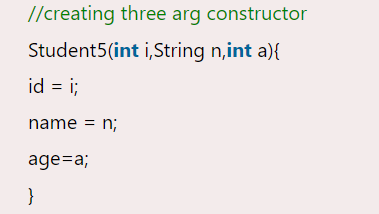 //creating three arg constructor
Student5(int i,String n,int a){
id = i;
name = n;
age=a;
}